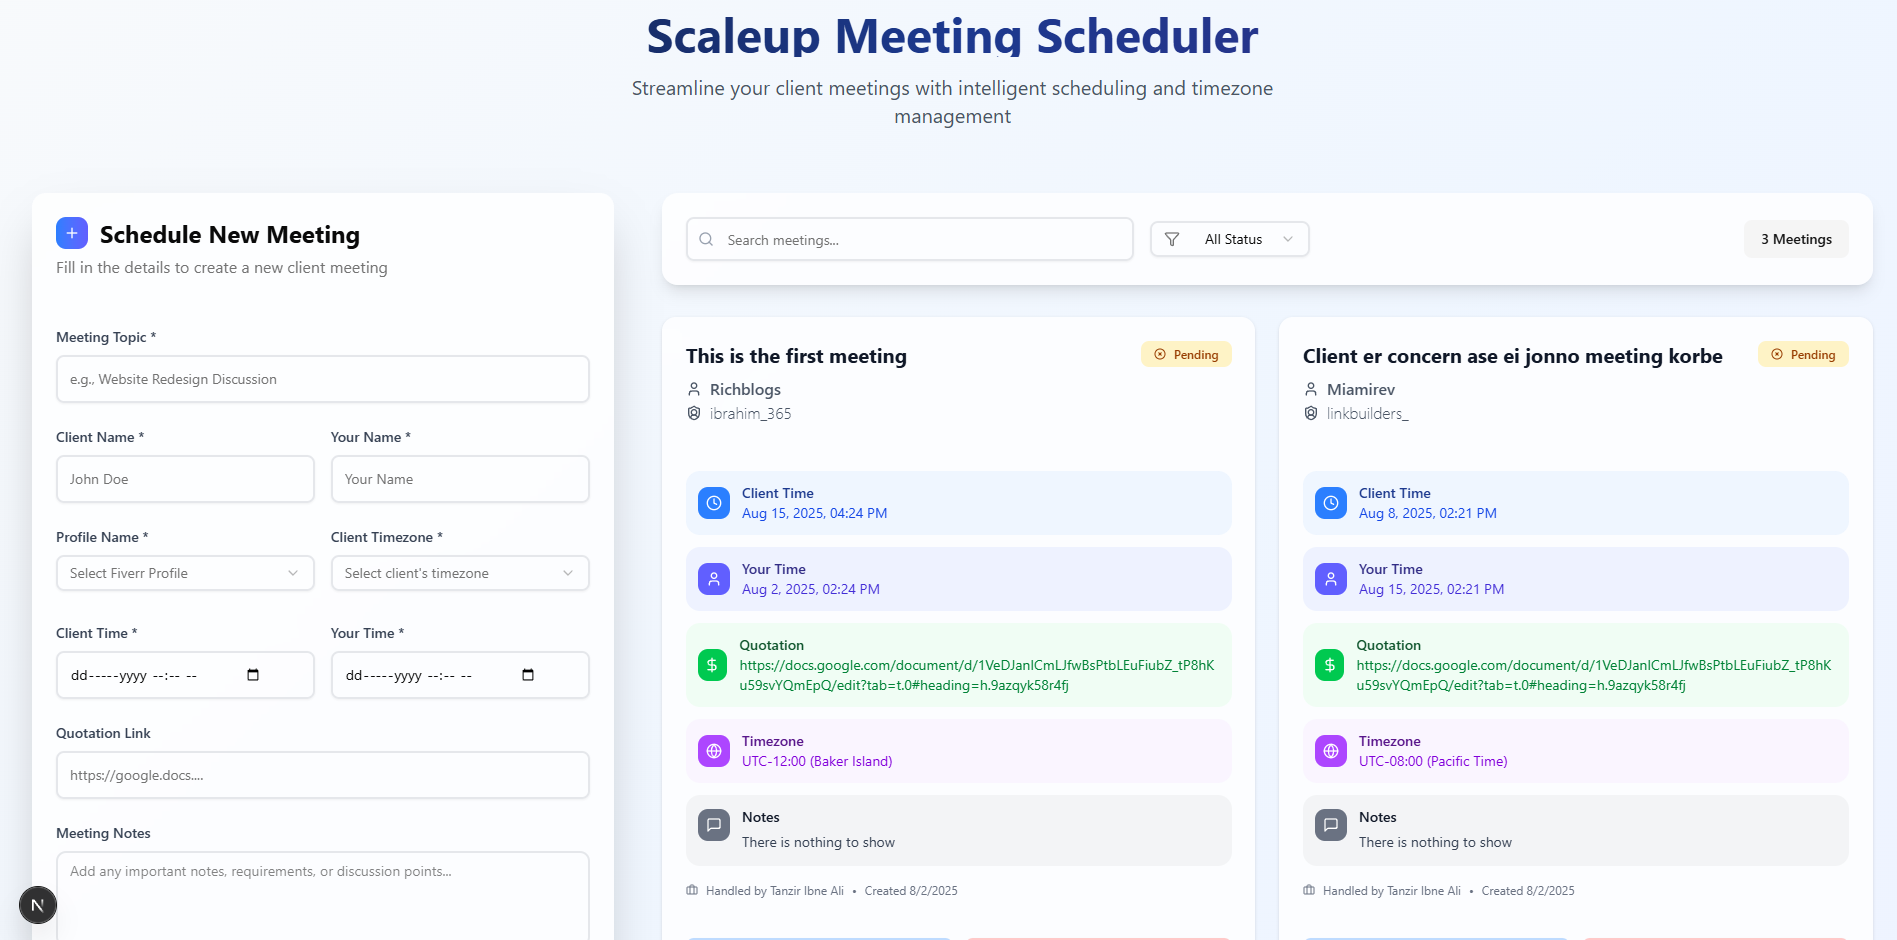 Scaleup Meeting Scheduler
Streamline your client meetings with intelligent scheduling and timezone
management
Schedule New Meeting
Fill in the details to create a new client meeting
Meeting Topic *
e.g., Website Redesign Discussion
Client Name *
Your Name *
John Doe
Your Name
Profile Name *
Client Timezone *
Select Fiverr Profile
Select client's timezone
Client Time *
Your Time *
dd-----yyyy --:-- --
dd-----yyyy --:-- --
Quotation Link
https://google.docs....
Meeting Notes
Add any important notes, requirements, or discussion points...
N
Search meetings...
All Status
3 Meetings
This is the first meeting
Pending
Richblogs
ibrahim_365
Client Time
Aug 15, 2025, 04:24 PM
Your Time
Aug 2, 2025, 02:24 PM
Quotation
https://docs.google.com/document/d/1VeDJanlCmLJfwBsPtbLEuFiubZ_tP8hK
u59svYQmEpQ/edit?tab=t.0#heading=h.9azqyk58r4fj
Timezone
UTC-12:00 (Baker Island)
Notes
There is nothing to show
Handled by Tanzir Ibne Ali • Created 8/2/2025
Client er concern ase ei jonno meeting korbe
Pending
Miamirev
linkbuilders_
Client Time
Aug 8, 2025, 02:21 PM
Your Time
Aug 15, 2025, 02:21 PM
Quotation
https://docs.google.com/document/d/1VeDJanlCmLJfwBsPtbLEuFiubZ_tP8hK
u59svYQmEpQ/edit?tab=t.0#heading=h.9azqyk58r4fj
Timezone
UTC-08:00 (Pacific Time)
Notes
There is nothing to show
Handled by Tanzir Ibne Ali • Created 8/2/2025